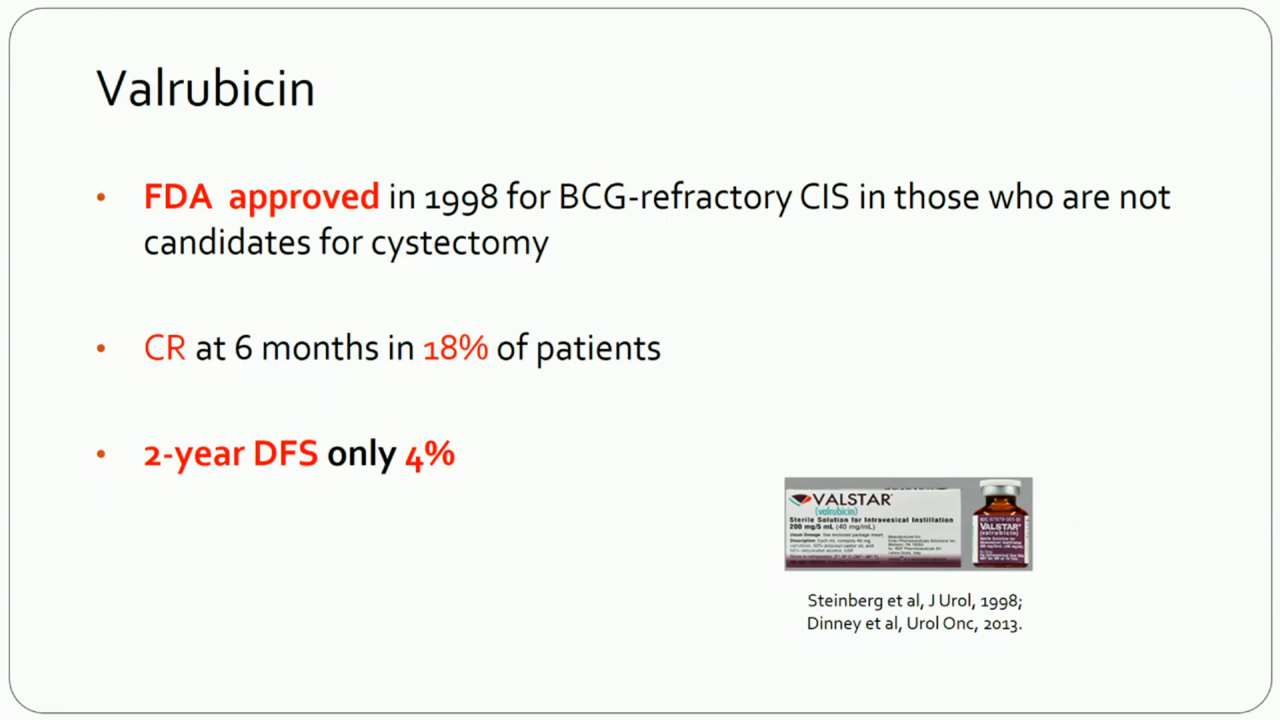 Valrubicin
• FDA approved in 1998 for BCG-refractory CIS in those who are not
candidates for cystectomy
• CR at 6 months in 18% of patients
• 2-year DFS only 4%
VALSTAR
(valrubicin)
Sterile Solution for Intravesical Instillation
200 mg/5 mL (40 mg/mL)
VALSTAR
(valrubicin)
Steinberg et al, J Urol, 1998;
Dinney et al, Urol Onc, 2013.